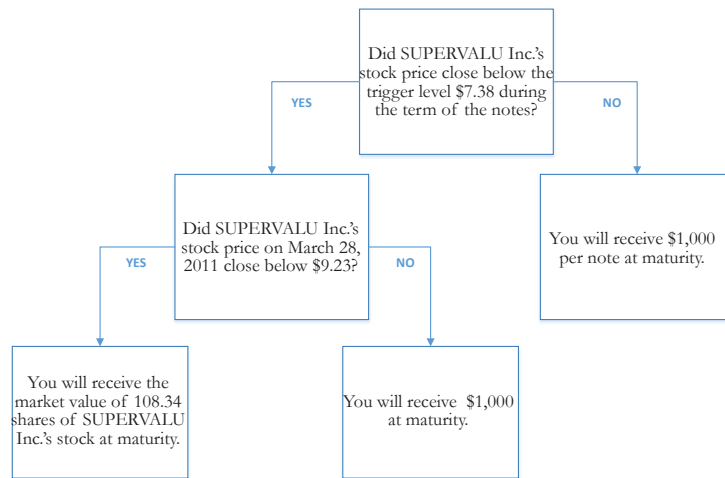 Did SUPERVALU Inc.'s
stock price close below the
trigger level $7.38 during
the term of the notes?
YES
NO
Did SUPERVALU Inc.'s
stock price on March 28,
2011 close below $9.23?
You will receive $1,000
per note at maturity.
YES
NO
You will receive the
market value of 108.34
shares of SUPERVALU
Inc.'s stock at maturity.
You will receive $1,000
at maturity.